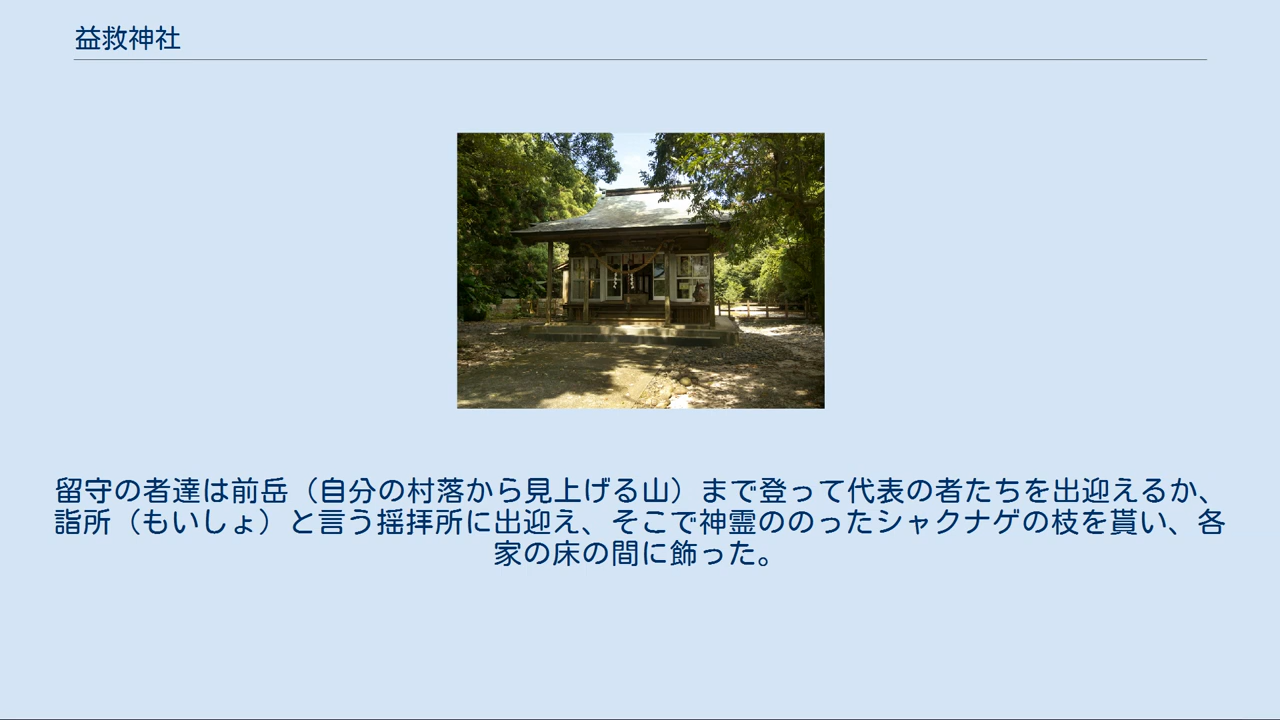 益救神社
留守の者達は前岳（自分の村落から見上げる山）まで登って代表の者たちを出迎えるか、
詣所（もいしょ）と言う揺拝所に出迎え、そこで神霊ののったシャクナゲの枝を貰い、各
家の床の間に飾った。